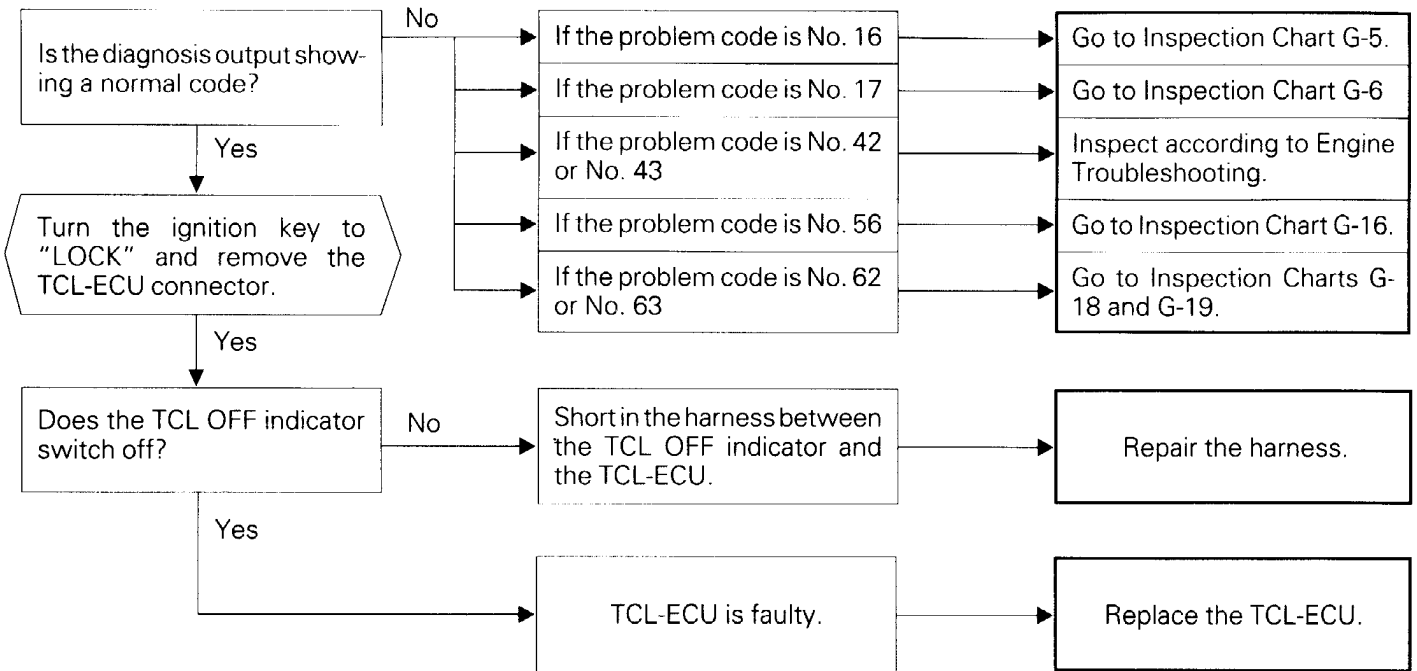 Is the diagnosis output show-
ing a normal code?
No
If the problem code is No. 16
Go to Inspection Chart G-5.
If the problem code is No. 17
Go to Inspection Chart G-6
If the problem code is No. 42
or No. 43
Inspect according to Engine
Troubleshooting.
If the problem code is No. 56
Go to Inspection Chart G-16.
If the problem code is No. 62
or No. 63
Go to Inspection Charts G-
18 and G-19.
Yes
Turn the ignition key to
"LOCK" and remove the
TCL-ECU connector.
Yes
Does the TCL OFF indicator
switch off?
No
Short in the harness between
the TCL OFF indicator and
the TCL-ECU.
Repair the harness.
Yes
TCL-ECU is faulty.
Replace the TCL-ECU.